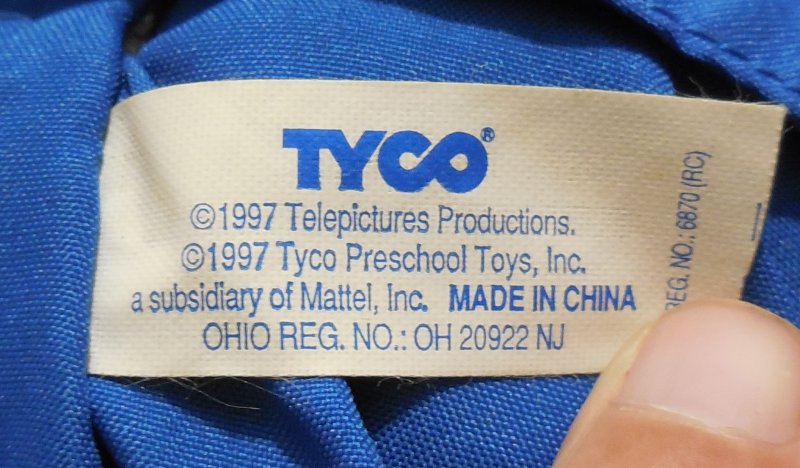 TYCO®
©1997 Telepictures Productions.
©1997 Tyco Preschool Toys, Inc.
a subsidiary of Mattel, Inc. MADE IN CHINA
OHIO REG. NO.: OH 20922 NJ
NO.: 6870 (RC)